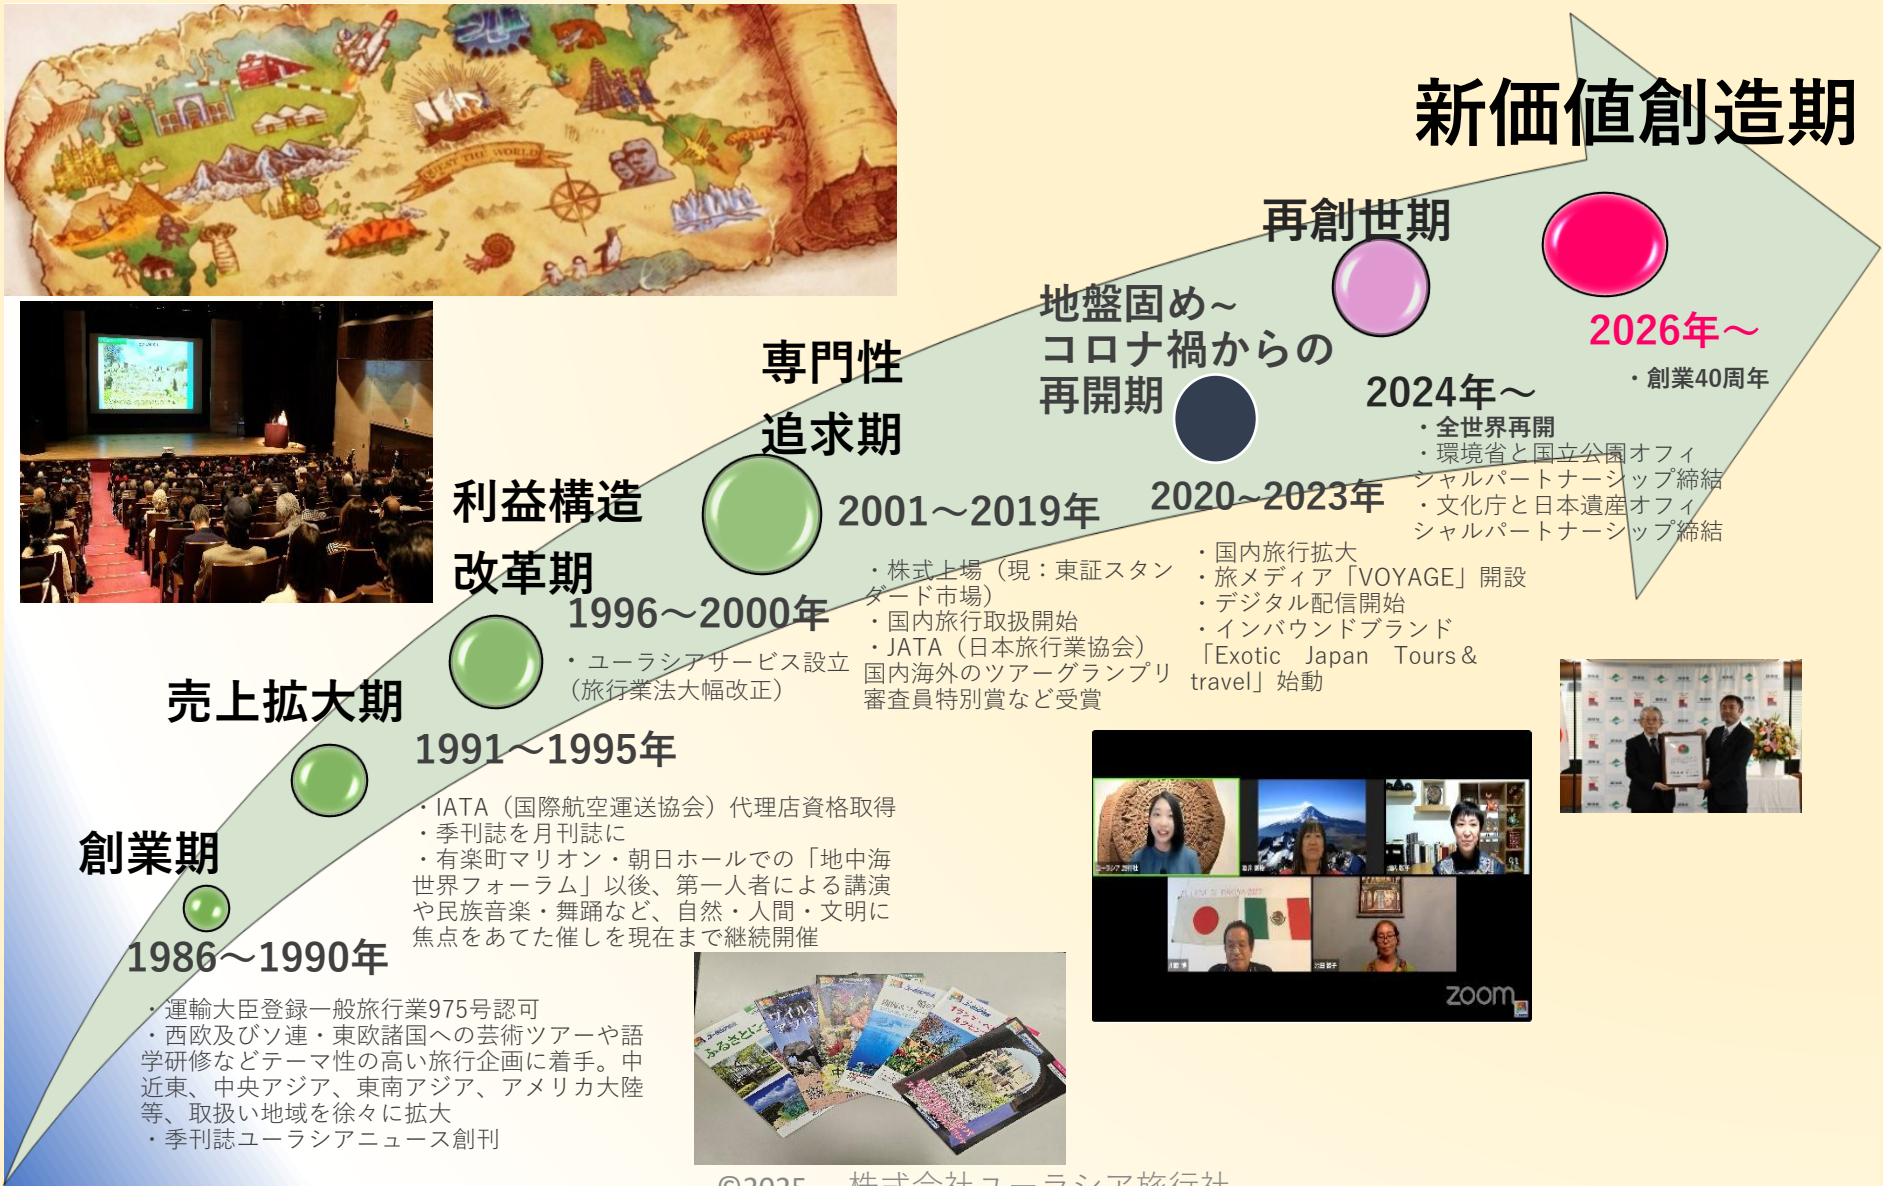 新価値創造期
QUEST THE WORLD
再創世期
地盤固め~
コロナ禍からの
再開期
2026年～
・創業40周年
専門性
追求期
2024年～
・全世界再開
・環境省と国立公園オフィ
シャルパートナーシップ締結
・文化庁と日本遺産オフィ
シャルパートナーシップ締結
利益構造
改革期
2001～2019年
2020~2023年
・株式上場（現：東証スタン
ダード市場）
・国内旅行取扱開始
・JATA（日本旅行業協会）
国内海外のツアーグランプリ
審査員特別賞など受賞
・国内旅行拡大
・旅メディア「VOYAGE」開設
・デジタル配信開始
・インバウンドブランド
「Exotic　Japan　Tours＆
travel」始動
1996～2000年
・ユーラシアサービス設立
（旅行業法大幅改正）
売上拡大期
1991～1995年
・IATA（国際航空運送協会）代理店資格取得
・季刊誌を月刊誌に
・有楽町マリオン・朝日ホールでの「地中海
世界フォーラム」以後、第一人者による講演
や民族音楽・舞踊など、自然・人間・文明に
焦点をあてた催しを現在まで継続開催
創業期
1986～1990年
・運輸大臣登録一般旅行業975号認可
・西欧及びソ連・東欧諸国への芸術ツアーや語
学研修などテーマ性の高い旅行企画に着手。中
近東、中央アジア、東南アジア、アメリカ大陸
等、取扱い地域を徐々に拡大
・季刊誌ユーラシアニュース創刊
zoom
©2025　株式会社ユーラシア旅行社